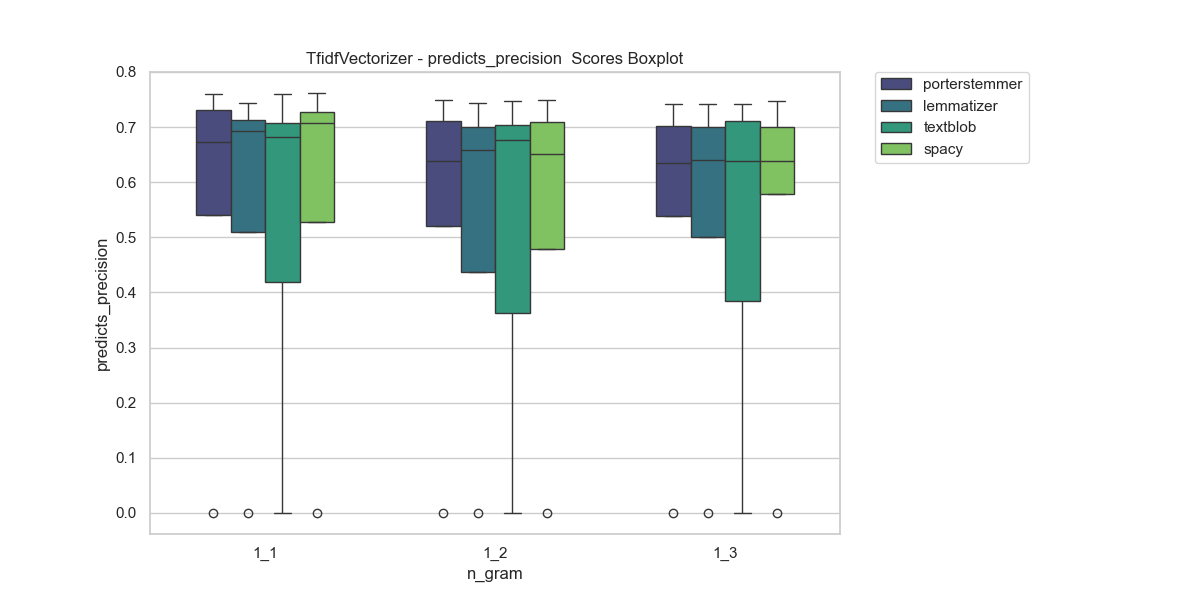 TfidfVectorizer - predicts_precision  Scores Boxplot
0.8
0.7
0.6
0.5
0.4
0.3
0.2
0.1
0.0
predicts_precision
1_1
1_2
1_3
n_gram
porterstemmer
lemmatizer
textblob
spacy